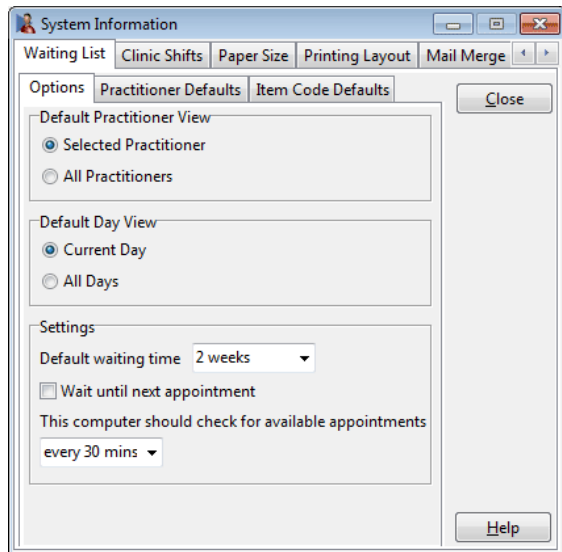 System Information
Waiting List Clinic Shifts Paper Size Printing Layout Mail Merge
Options Practitioner Defaults Item Code Defaults
Close
Default Practitioner View
Selected Practitioner
All Practitioners
Default Day View
Current Day
All Days
Settings
Default waiting time 2 weeks
Wait until next appointment
This computer should check for available appointments
every 30 mins
Help